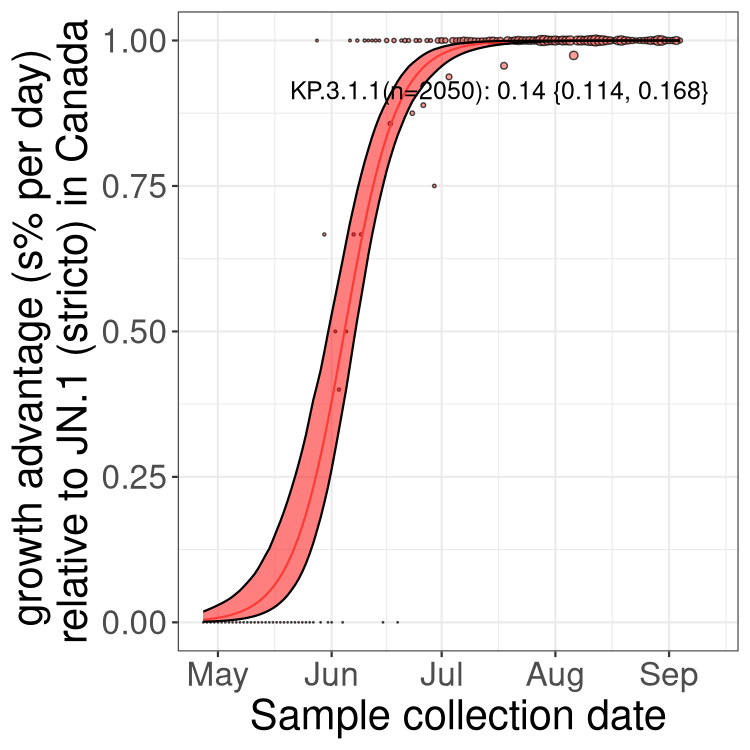 growth advantage (s% per day)
relative to JN.1 (stricto) in Canada
1.00
0.75
0.50
0.25
0.00
KP.3.1.1(n=2050): 0.14 {0.114, 0.168}
May Jun Jul Aug Sep
Sample collection date